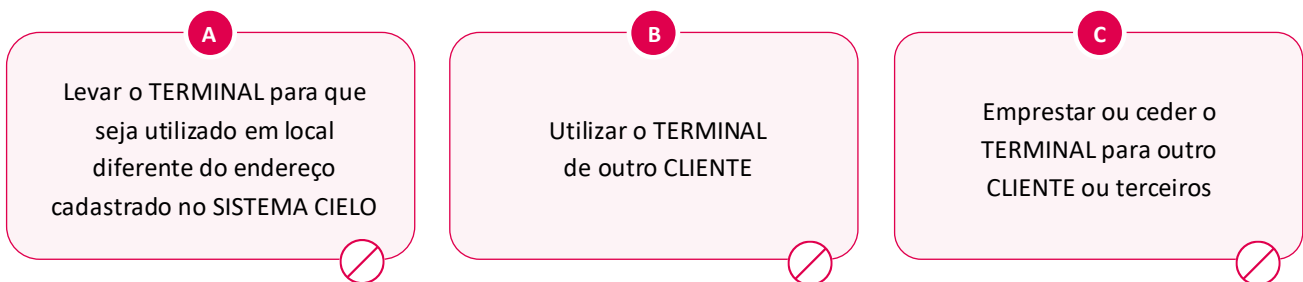 A
Levar o TERMINAL para que
seja utilizado em local
diferente do endereço
cadastrado no SISTEMA CIELO
B
Utilizar o TERMINAL
de outro CLIENTE
C
Emprestar ou ceder o
TERMINAL para outro
CLIENTE ou terceiros